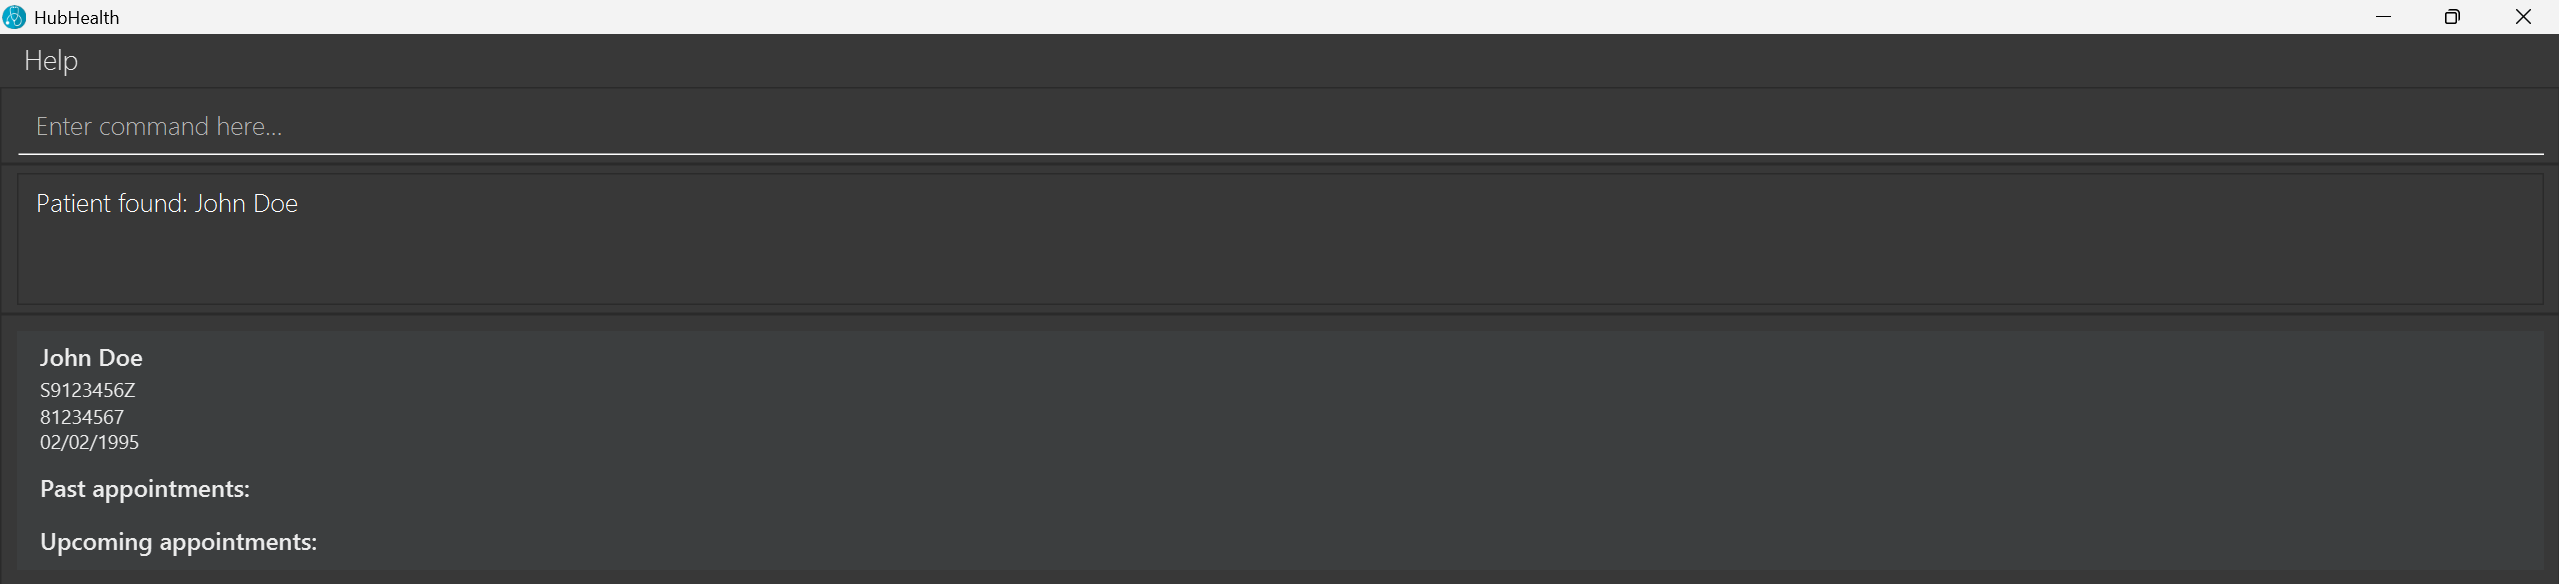 HubHealth
Help
Enter command here...
Patient found: John Doe
John Doe
S9123456Z
81234567
02/02/1995
Past appointments:
Upcoming appointments: